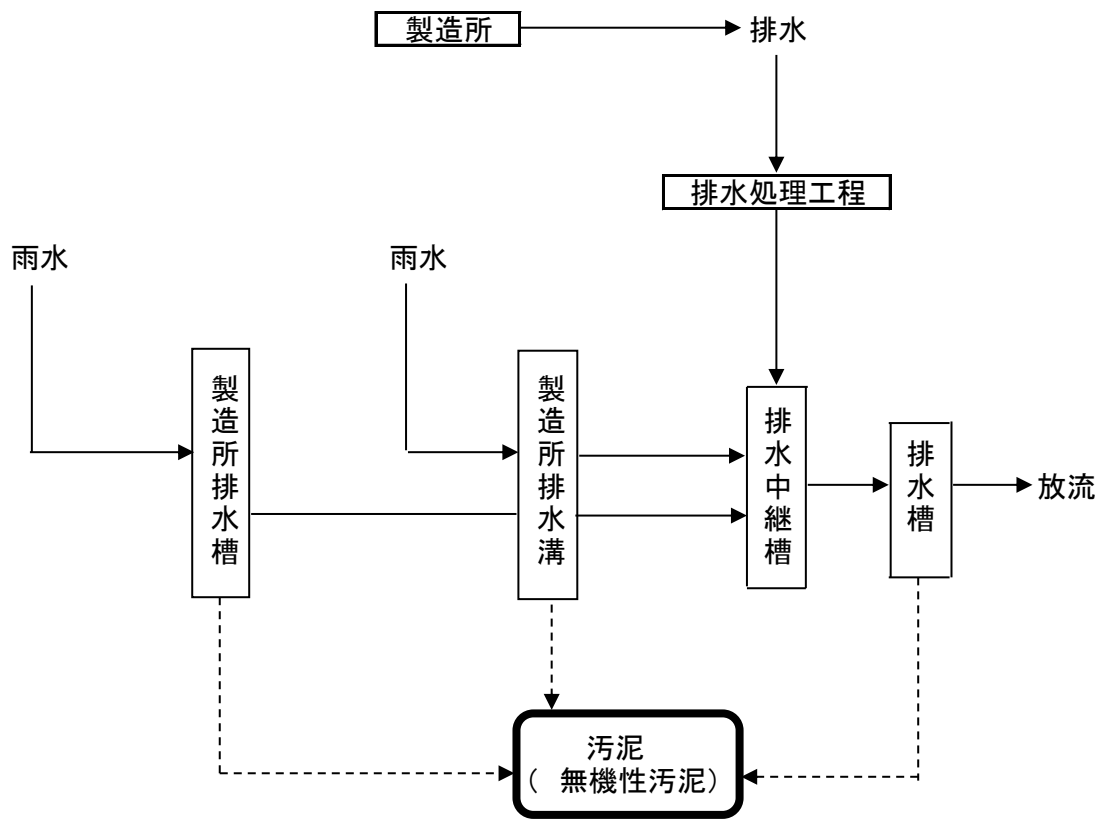 製造所
排水
排水処理工程
雨水
雨水
製造所排水槽
製造所排水溝
排水中継槽
排水槽
放流
汚泥
( 無機性汚泥)